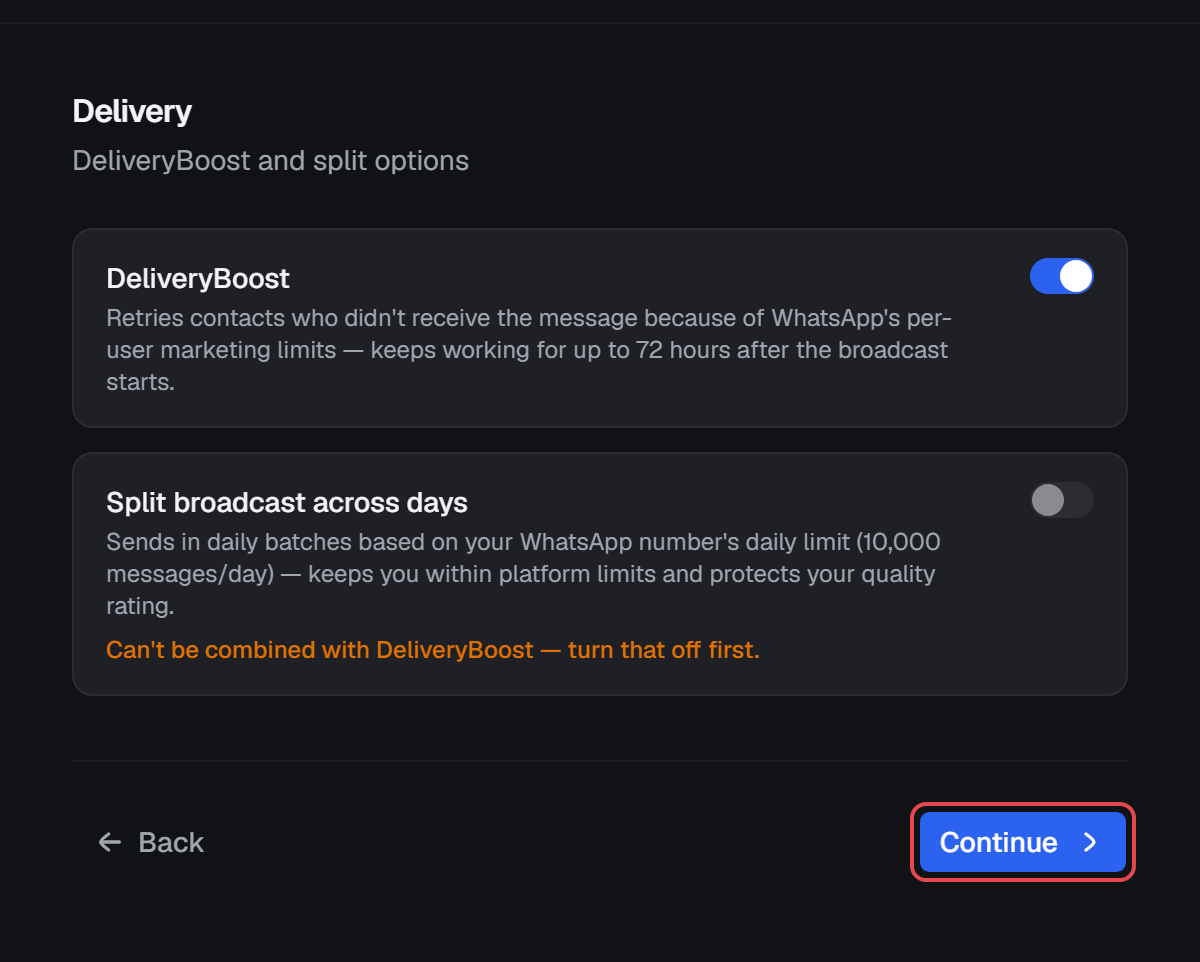 Delivery
DeliveryBoost and split options
DeliveryBoost
Retries contacts who didn't receive the message because of WhatsApp's per-
user marketing limits — keeps working for up to 72 hours after the broadcast
starts.
Split broadcast across days
Sends in daily batches based on your WhatsApp number's daily limit (10,000
messages/day) — keeps you within platform limits and protects your quality
rating.
Can't be combined with DeliveryBoost — turn that off first.
Back
Continue